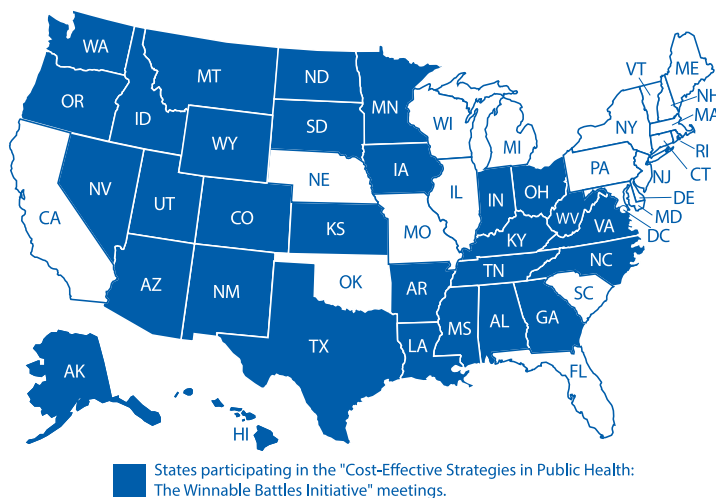 WA
MT
ND
MN
VT
ME
NH
MA
OR
ID
SD
WI
NY
RI
WY
MI
CT
IA
PA
NJ
NE
NV
IL
IN
OH
DE
CA
UT
CO
WV
MD
KS
MO
VA
DC
KY
NC
TN
OK
AZ
NM
AR
SC
MS
AL
GA
TX
LA
FL
AK
HI
States participating in the "Cost-Effective Strategies in Public Health:
The Winnable Battles Initiative" meetings.